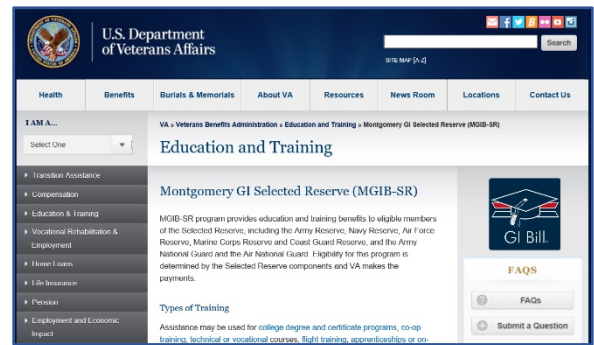 U.S. Department
of Veterans Affairs
Search
SITE MAP [A-Z]
Health Benefits Burials & Memorials About VA Resources News Room Locations Contact Us
I AM A...
Select One
Transition Assistance
Compensation
Education & Training
Vocational Rehabilitation &
Employment
Home Loans
Life Insurance
Pension
Employment and Economic
Impact
VA » Veterans Benefits Administration » Education and Training » Montgomery GI Selected Reserve (MGIB-SR)
Education and Training
Montgomery GI Selected Reserve (MGIB-SR)
MGIB-SR program provides education and training benefits to eligible members
of the Selected Reserve, including the Army Reserve, Navy Reserve, Air Force
Reserve, Marine Corps Reserve and Coast Guard Reserve, and the Army
National Guard and the Air National Guard. Eligibility for this program is
determined by the Selected Reserve components and VA makes the
payments.
Types of Training
Assistance may be used for college degree and certificate programs, co-op
training, technical or vocational courses, flight training, apprenticeships or on-
GI Bill.
FAQS
FAQs
Submit a Question